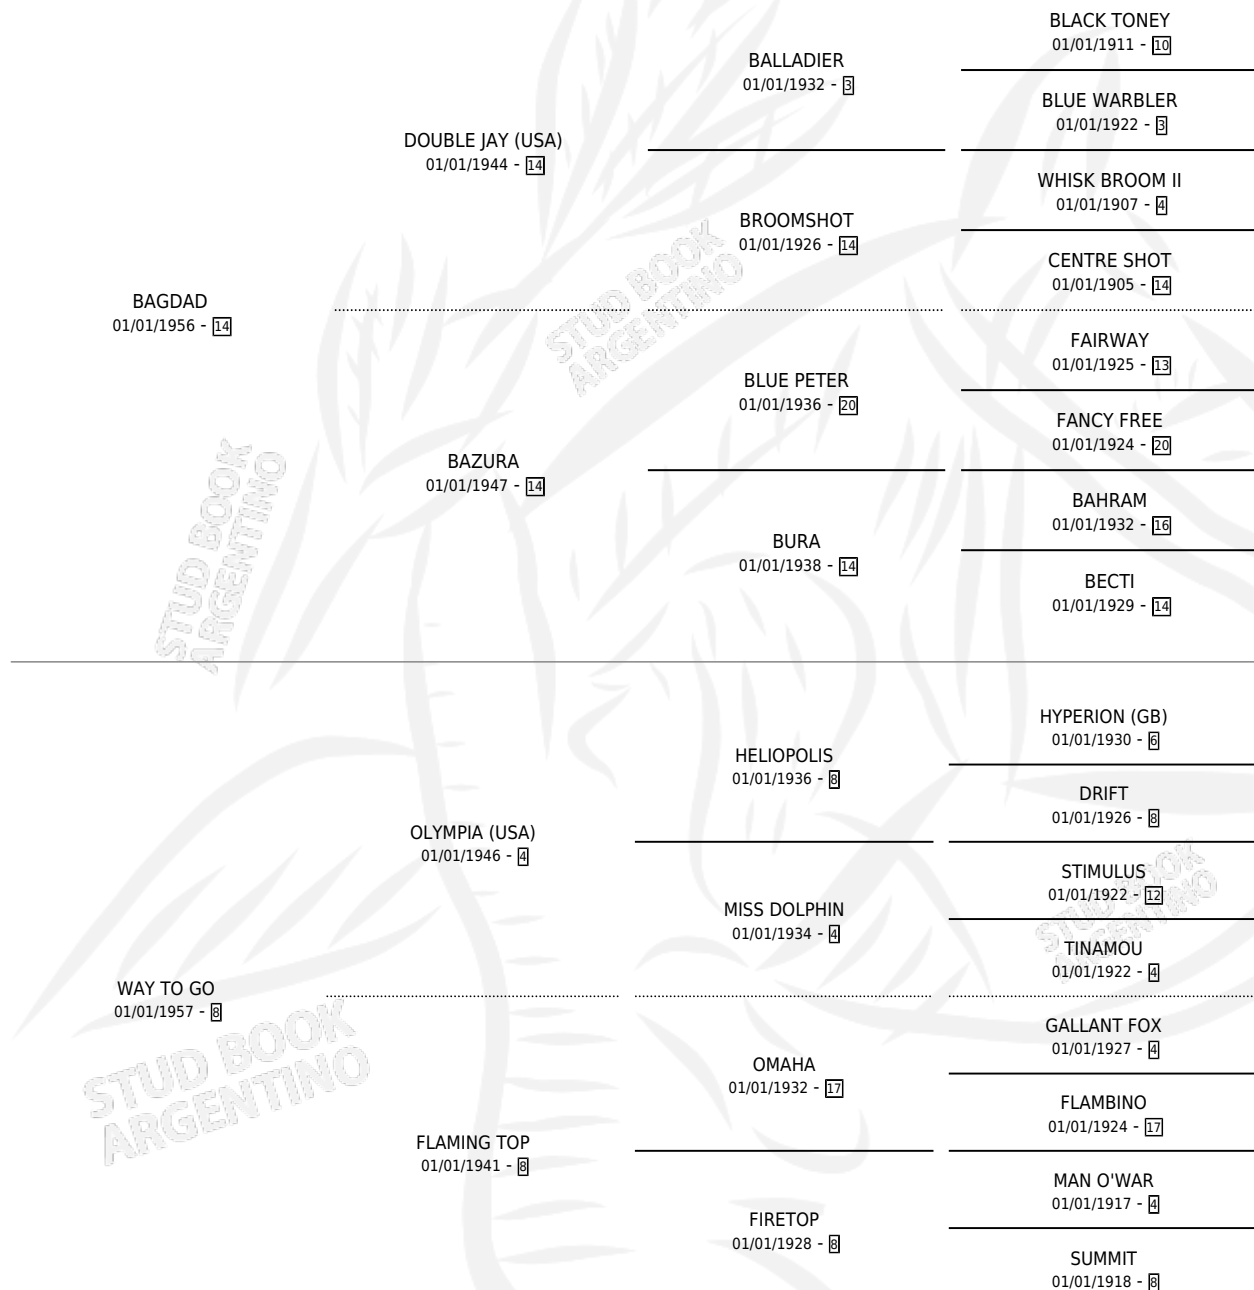 BLACK TONEY
01/01/1911 - 10
BALLADIER
01/01/1932 - 3
BLUE WARBLER
01/01/1922 - 3
DOUBLE JAY (USA)
01/01/1944 - 14
WHISK BROOM II
01/01/1907 - 4
BROOMSHOT
01/01/1926 - 14
CENTRE SHOT
01/01/1905 - 14
BAGDAD
01/01/1956 - 14
FAIRWAY
01/01/1925 - 13
BLUE PETER
01/01/1936 - 20
FANCY FREE
01/01/1924 - 20
BAZURA
01/01/1947 - 14
BAHRAM
01/01/1932 - 16
BURA
01/01/1938 - 14
BECTI
01/01/1929 - 14
HYPERION (GB)
01/01/1930 - 6
HELIOPOLIS
01/01/1936 - 8
DRIFT
01/01/1926 - 8
OLYMPIA (USA)
01/01/1946 - 4
STIMULUS
01/01/1922 - 12
MISS DOLPHIN
01/01/1934 - 4
TINAMOU
01/01/1922 - 4
WAY TO GO
01/01/1957 - 8
GALLANT FOX
01/01/1927 - 4
OMAHA
01/01/1932 - 17
FLAMBINO
01/01/1924 - 17
FLAMING TOP
01/01/1941 - 8
MAN O'WAR
01/01/1917 - 4
FIRETOP
01/01/1928 - 8
SUMMIT
01/01/1918 - 8
STUD BOOK
ARGENTINO
STUD BOOK
ARGENTINO
STUD BOOK
ARGENTINO
STUD BOOK
ARGENTINO